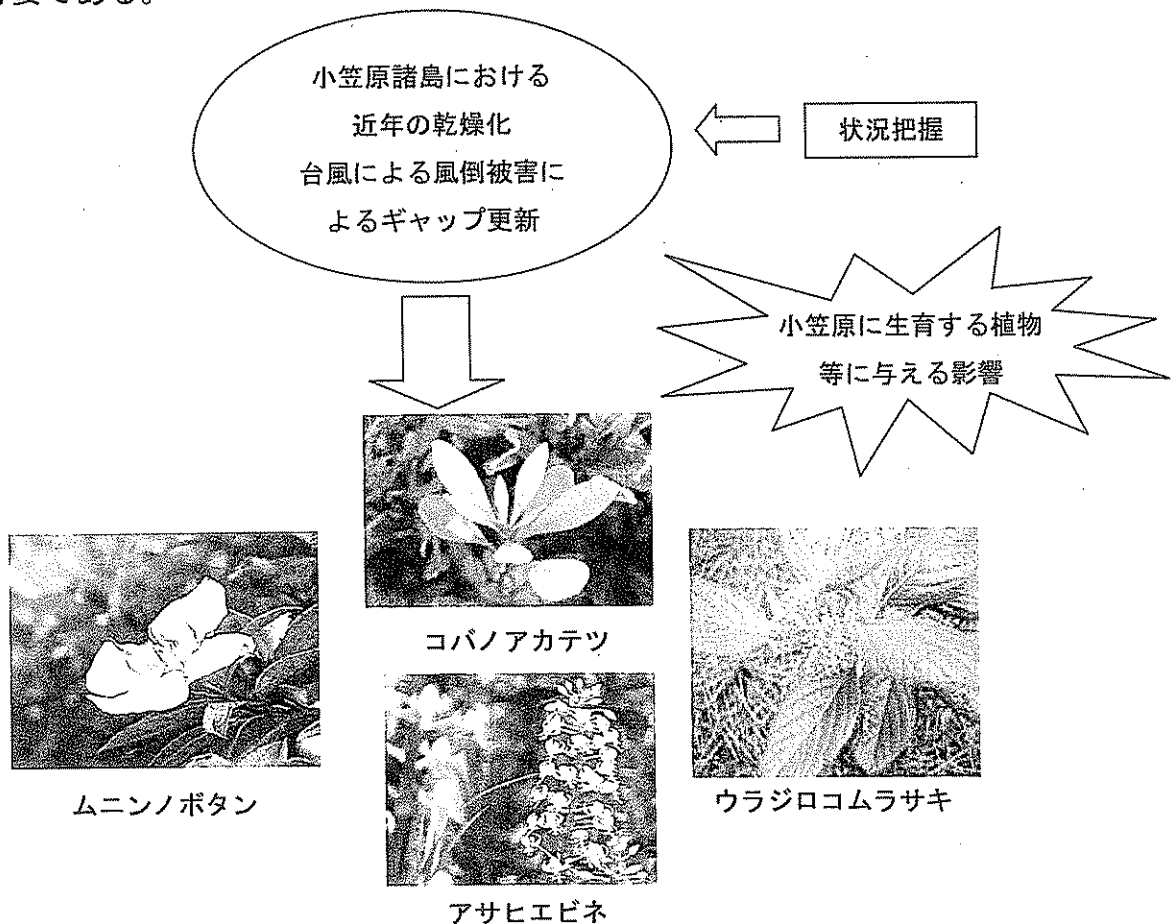 要である。
小笠原諸島における
近年の乾燥化
台風による風倒被害に
よるギャップ更新
状況把握
小笠原に生育する植物
等に与える影響
コバノアカテツ
ムニンノボタン
ウラジロコムラサキ
アサヒエビネ